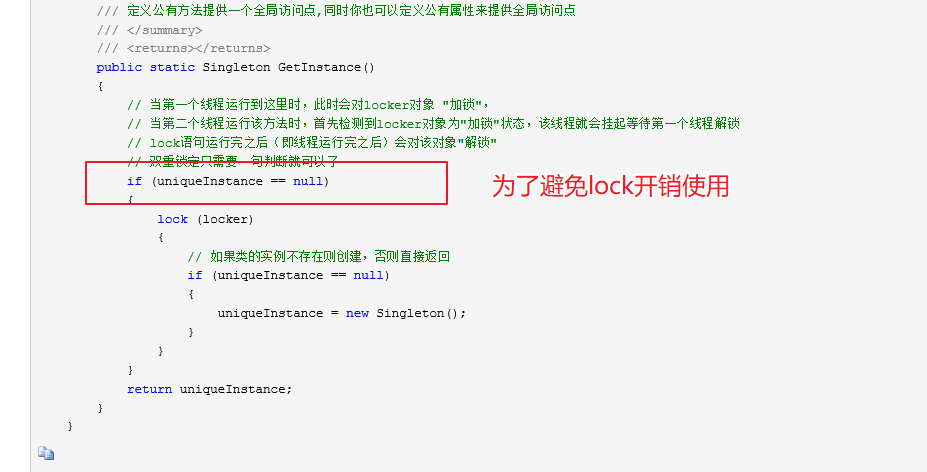 /// 定义公有方法提供一个全局访问点,同时你也可以定义公有属性来提供全局访问点
/// </summary>
/// <returns></returns>
public static Singleton GetInstance()
{
// 当第一个线程运行到这里时，此时会对locker对象 "加锁"，
// 当第二个线程运行该方法时，首先检测到locker对象为"加锁"状态，该线程就会挂起等待第一个线程解锁
// lock语句运行完之后（即线程运行完之后）会对该对象"解锁"
// 双重锁定只需要一句判断就可以了
if (uniqueInstance == null)
为了避免lock开销使用
{
lock (locker)
{
// 如果类的实例不存在则创建，否则直接返回
if (uniqueInstance == null)
{
uniqueInstance = new Singleton();
}
}
}
return uniqueInstance;
}
}